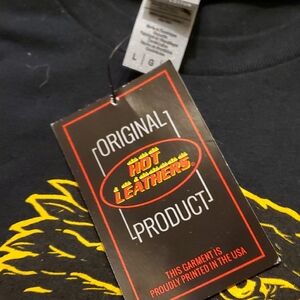 L G
ORIGINAL
HOT
LEATHERS
PRODUCT
THIS GARMENT IS
PROUDLY PRINTED IN THE USA